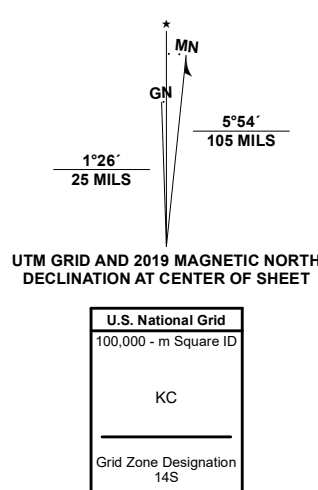 ★
MN
GN
5°54´
105 MILS
1°26´
25 MILS
UTM GRID AND 2019 MAGNETIC NORTH
DECLINATION AT CENTER OF SHEET
U.S. National Grid
100,000 - m Square ID
KC
Grid Zone Designation
14S